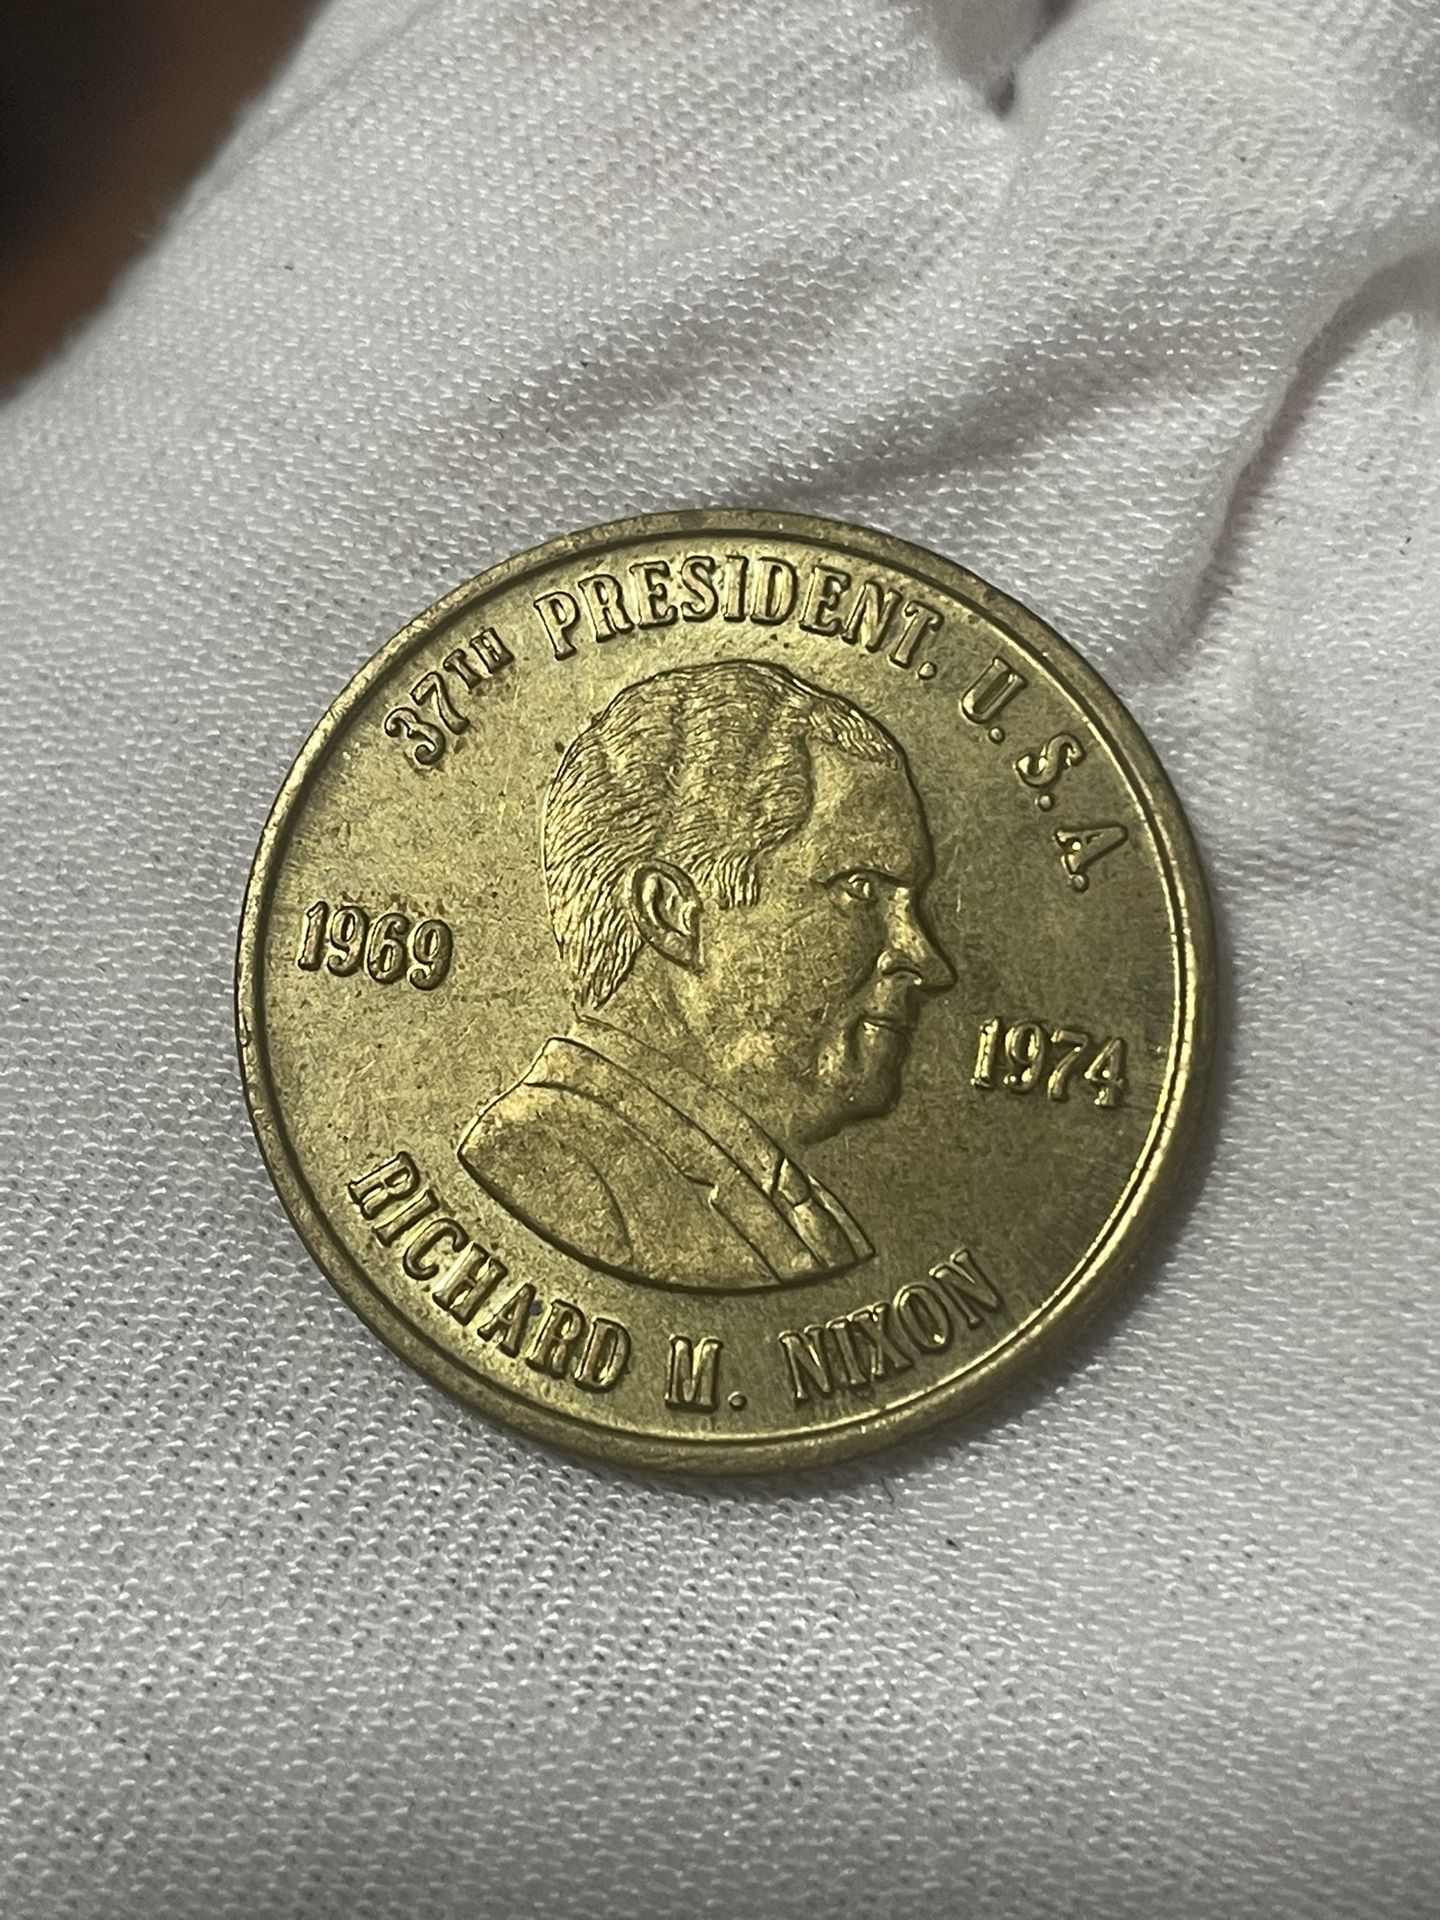 37TH PRESIDENT. U.S.A.
1969
1974
RICHARD M. NIXON